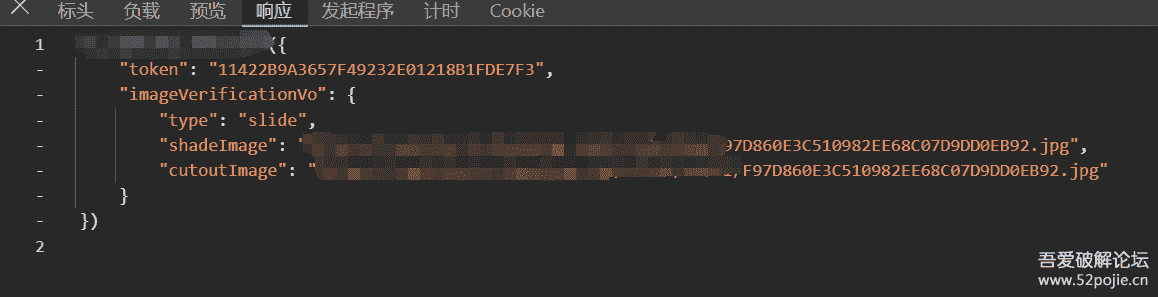 标头 负载 预览 响应 发起程序 计时 Cookie
1 ({
- "token": "11422B9A3657F49232E01218B1FDE7F3",
- "imageVerificationVo": {
- "type": "slide",
- "shadeImage": "97D860E3C510982EE68C07D9DD0EB92.jpg",
- "cutoutImage": "/F97D860E3C510982EE68C07D9DD0EB92.jpg"
- }
- })
2
吾爱破解论坛
www.52pojie.cn